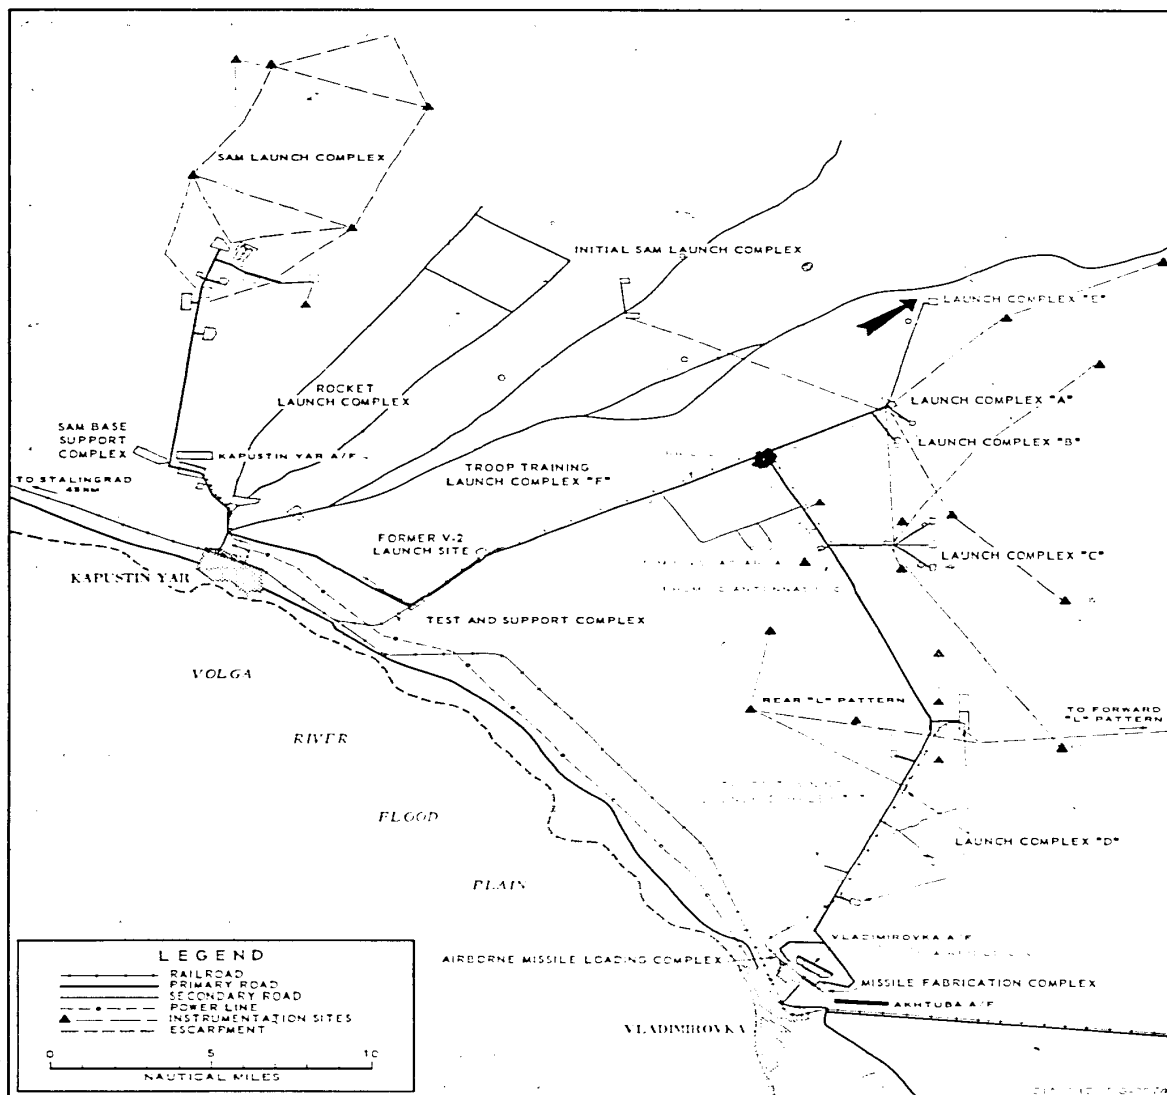 SAM LAUNCH COMPLEX
INITIAL SAM LAUNCH COMPLEX
LAUNCH COMPLEX "E"
ROCKET
LAUNCH COMPLEX
LAUNCH COMPLEX "A"
SAM BASE
SUPPORT
COMPLEX
KAPUSTIN YAR A/F
LAUNCH COMPLEX "B"
TROOP TRAINING
LAUNCH COMPLEX "F"
TO STALINGRAD
48 NM
FORMER V-2
LAUNCH SITE
LAUNCH COMPLEX "C"
KAPUSTIN YAR
TEST AND SUPPORT COMPLEX
VOLGA
REAR "L" PATTERN
TO FORWARD
"L" PATTERN
RIVER
FLOOD
LAUNCH COMPLEX "D"
PLAIN
VLADIMIROVKA A/F
AIRBORNE MISSILE LOADING COMPLEX
MISSILE FABRICATION COMPLEX
AKHTUBA A/F
VLADIMIROVKA
LEGEND
RAILROAD
PRIMARY ROAD
SECONDARY ROAD
POWER LINE
INSTRUMENTATION SITES
ESCARPMENT
0 5 10
NAUTICAL MILES